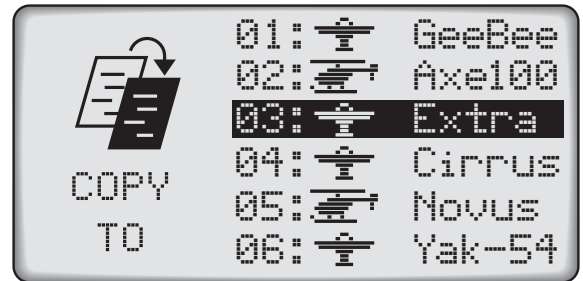 COPY
TO
01: GeeBee
02: Axe100
03: Extra
04: Cirrus
05: Novus
06: Yak-54